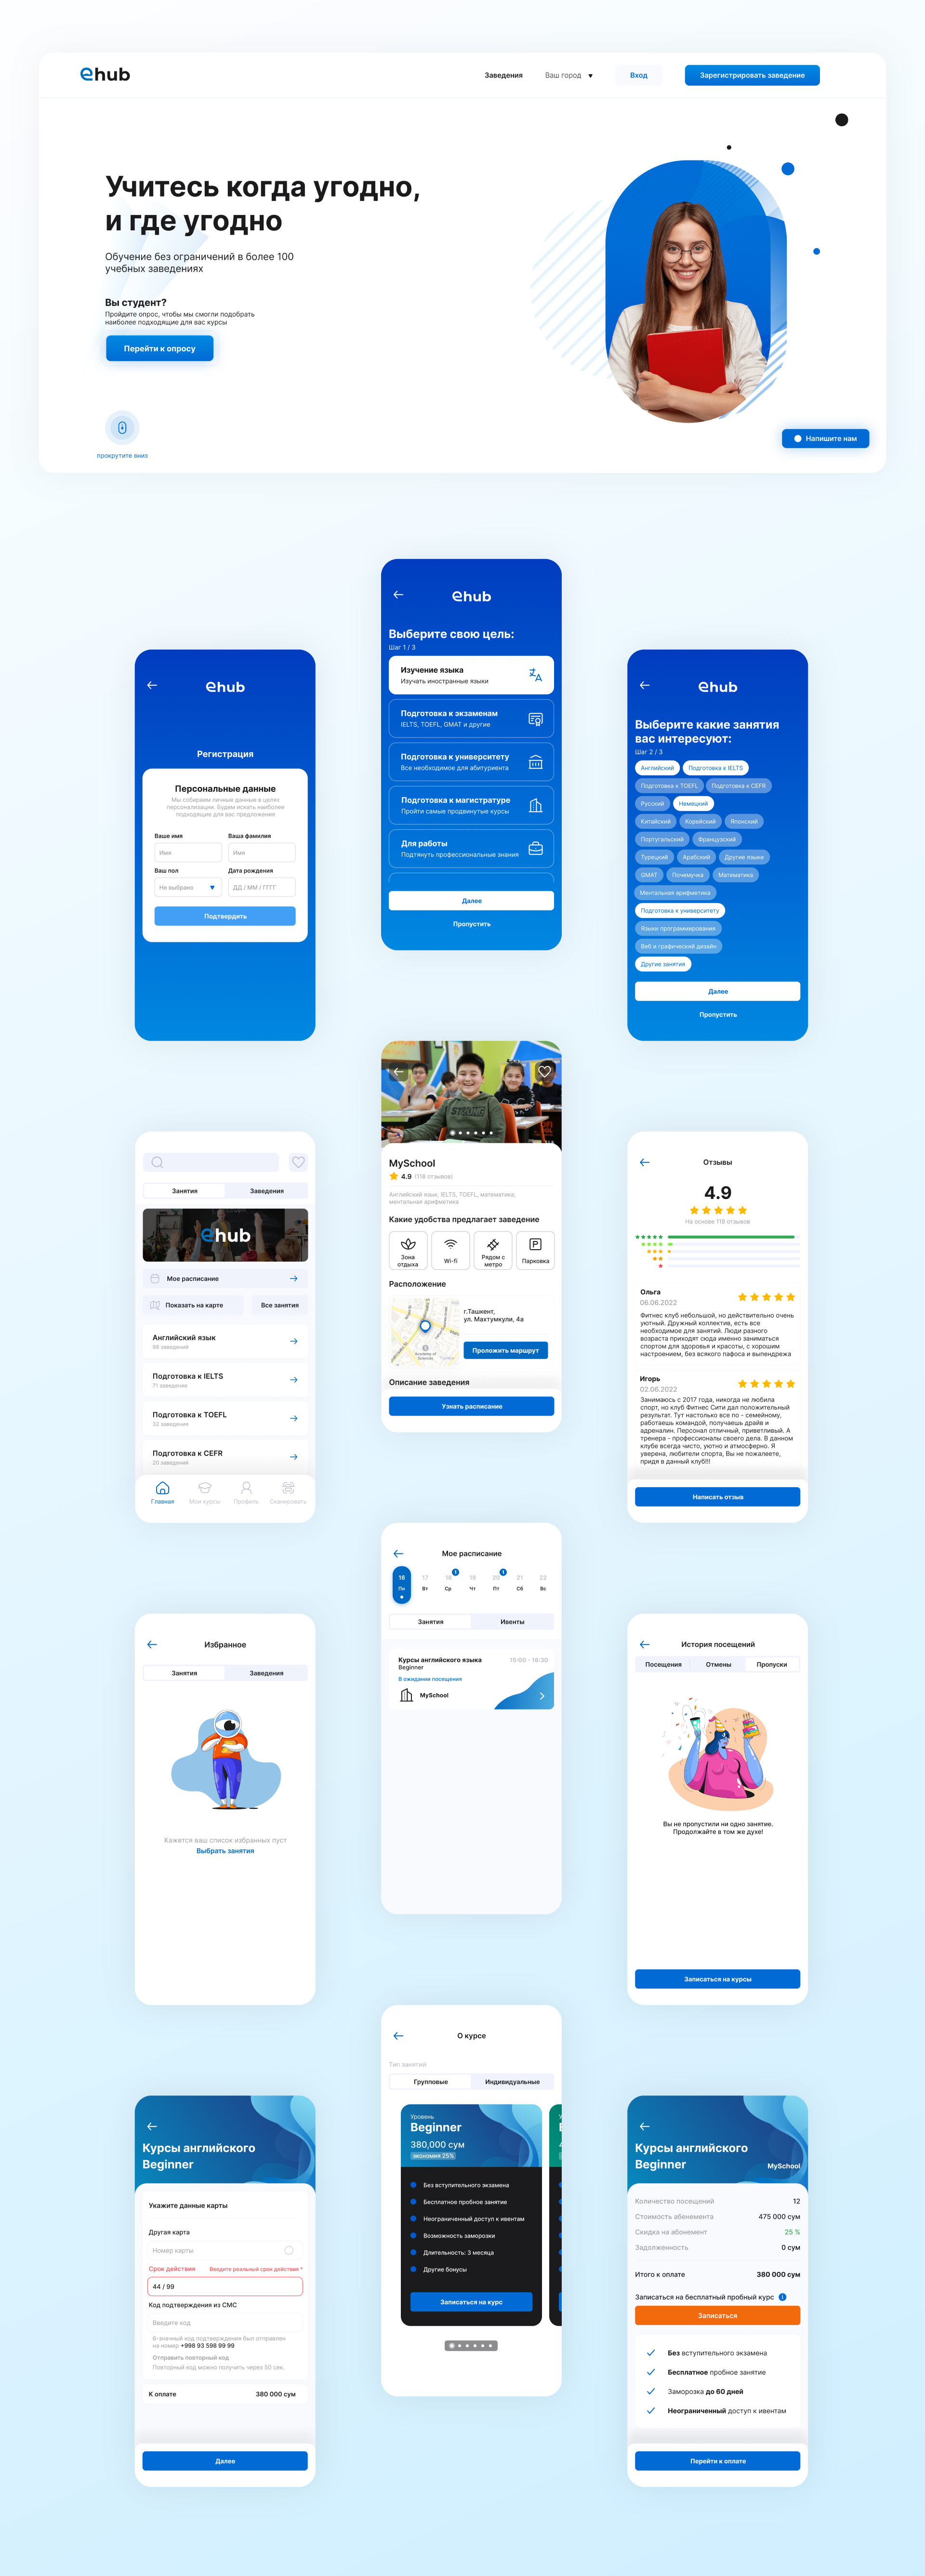 ehub
Заведения
Ваш город
Вход
Зарегистрировать заведение
Учитесь когда угодно,
и где угодно
Обучение без ограничений в более 100
учебных заведениях
Вы студент?
Пройдите опрос, чтобы мы смогли подобрать
наиболее подходящие для вас курсы
Перейти к опросу
прокрутите вниз
Напишите нам
ehub
Выберите свою цель:
Шаг 1 / 3
Изучение языка
Изучать иностранные языки
Подготовка к экзаменам
IELTS, TOEFL, GMAT и другие
Подготовка к университету
Все необходимое для абитуриента
Подготовка к магистратуре
Пройти самые продвинутые курсы
Для работы
Подтянуть профессиональные знания
Далее
Пропустить
ehub
Регистрация
Персональные данные
Мы собираем личные данные в целях
персонализации. Будем искать наиболее
подходящие для вас предложения
Ваше имя
Ваша фамилия
Имя
Имя
Ваш пол
Дата рождения
Не выбрано
ДД / ММ / ГГГГ
Подтвердить
ehub
Выберите какие занятия
вас интересуют:
Шаг 2 / 3
Английский
Подготовка к IELTS
Подготовка к TOEFL
Подготовка к CEFR
Русский
Немецкий
Китайский
Корейский
Японский
Португальский
Французский
Турецкий
Арабский
Другие языки
GMAT
Почемучка
Математика
Ментальная арифметика
Подготовка к университету
Языки программирования
Веб и графический дизайн
Другие занятия
Далее
Пропустить
STRONG
MySchool
4.9 (118 отзывов)
Английский язык, IELTS, TOEFL, математика,
ментальная арифметика
Какие удобства предлагает заведение
Зона
отдыха
Wi-fi
Рядом с
метро
Парковка
Расположение
Academy of
Sciences
г.Ташкент,
ул. Махтумкули, 4а
Проложить маршрут
Описание заведения
Узнать расписание
Занятия
Заведения
ehub
Мое расписание
Показать на карте
Все занятия
Английский язык
98 заведений
Подготовка к IELTS
71 заведение
Подготовка к TOEFL
32 заведения
Подготовка к CEFR
20 заведений
Главная
Мои курсы
Профиль
Сканировать
Отзывы
4.9
На основе 118 отзывов
Ольга
06.06.2022
Фитнес клуб небольшой, но действительно очень
уютный. Дружный коллектив, есть все
необходимое для занятий. Люди разного
возраста приходят сюда именно заниматься
спортом для здоровья и красоты, с хорошим
настроением, без всякого пафоса и выпендрежа
Игорь
02.06.2022
Занимаюсь с 2017 года, никогда не любила
спорт, но клуб Фитнес Сити дал положительный
результат. Тут настолько все по - семейному,
работаешь командой, получаешь драйв и
адреналин, Персонал отличный, приветливый. А
тренера - профессионалы своего дела. В данном
клубе всегда чисто, уютно и атмосферно. Я
уверена, любители спорта, Вы не пожалеете,
придя в данный клуб!!!
Написать отзыв
Мое расписание
16
17
18
19
20
21
22
Пн
Вт
Ср
Чт
Пт
Сб
Вс
Занятия
Ивенты
Курсы английского языка
15:00 - 16:30
Beginner
В ожидании посещения
MySchool
Избранное
Занятия
Заведения
Кажется ваш список избранных пуст
Выбрать занятия
История посещений
Посещения
Отмены
Пропуски
Вы не пропустили ни одно занятие.
Продолжайте в том же духе!
Записаться на курсы
О курсе
Тип занятий
Групповые
Индивидуальные
Уровень
Beginner
380,000 сум
экономия 25%
Без вступительного экзамена
Бесплатное пробное занятие
Неограниченный доступ к ивентам
Возможность заморозки
Длительность: 3 месяца
Другие бонусы
Записаться на курс
Курсы английского
Beginner
Укажите данные карты
Другая карта
Номер карты
Срок действия
Введите реальный срок действия *
44 / 99
Код подтверждения из СМС
Введите код
6-значный код подтверждения был отправлен
на номер +998 93 598 99 99
Отправить повторный код
Повторный код можно получить через 50 сек.
К оплате
380 000 сум
Далее
Курсы английского
Beginner
MySchool
Количество посещений
12
Стоимость абенемента
475 000 сум
Скидка на абонемент
25 %
Задолженность
0 сум
Итого к оплате
380 000 сум
Записаться на бесплатный пробный курс
Записаться
Без вступительного экзамена
Бесплатное пробное занятие
Заморозка до 60 дней
Неограниченный доступ к ивентам
Перейти к оплате